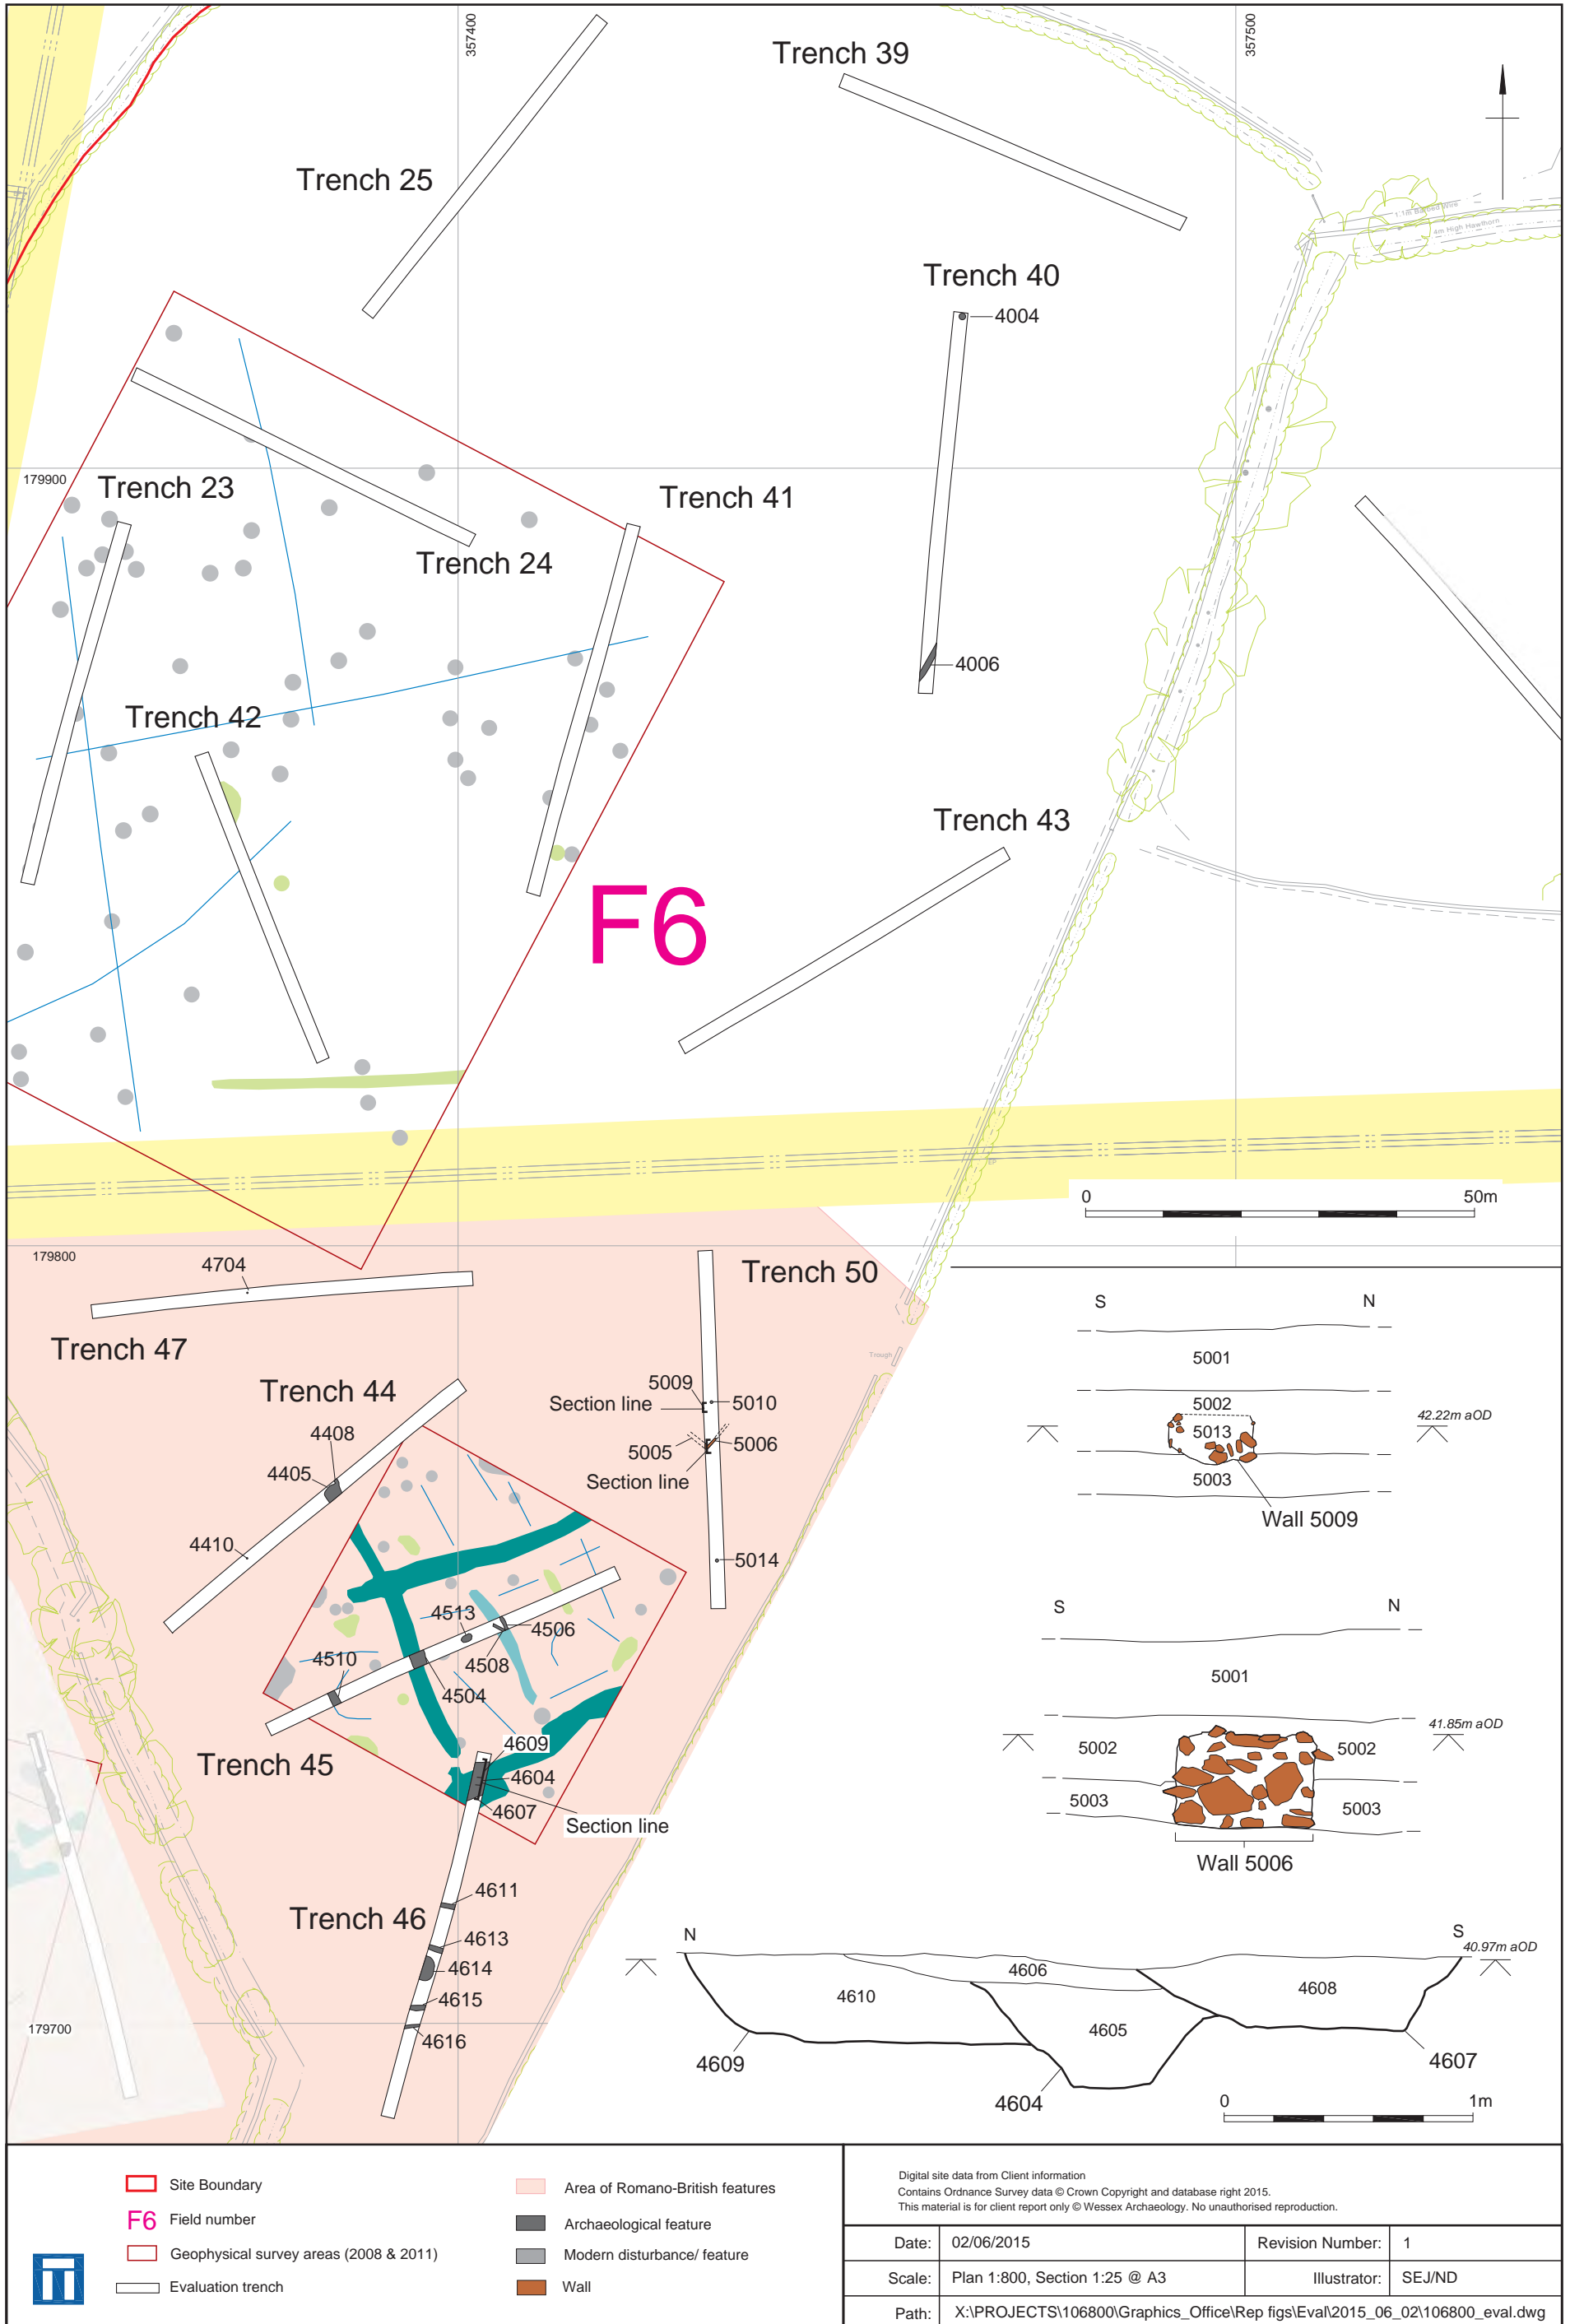 357400
357500
Trench 39
Trench 25
1.1m Barbed Wire
4m High Hawthorn
Trench 40
4004
179900
Trench 23
Trench 41
Trench 24
4006
Trench 42
Trench 43
F6
0 50m
179800
4704
Trench 50
Trench 47
S N
5001
5002
5013
42.22m aOD
5003
Wall 5009
Trough
Trench 44
5009
Section line
5010
4408
5005
5006
4405
Section line
4410
5014
S N
4513
4506
4510
4508
4504
5001
41.85m aOD
5002
5002
5003
5003
Wall 5006
4609
Trench 45
4604
4607
Section line
4611
Trench 46
4613
4614
4615
4616
179700
N S
40.97m aOD
4606
4610
4608
4605
4609
4607
4604
0 1m
Site Boundary
F6 Field number
Geophysical survey areas (2008 & 2011)
Evaluation trench
Area of Romano-British features
Archaeological feature
Modern disturbance/ feature
Wall
Digital site data from Client information
Contains Ordnance Survey data © Crown Copyright and database right 2015.
This material is for client report only © Wessex Archaeology. No unauthorised reproduction.
Date: 02/06/2015 Revision Number: 1
Scale: Plan 1:800, Section 1:25 @ A3 Illustrator: SEJ/ND
Path: X:\PROJECTS\106800\Graphics_Office\Rep figs\Eval\2015_06_02\106800_eval.dwg